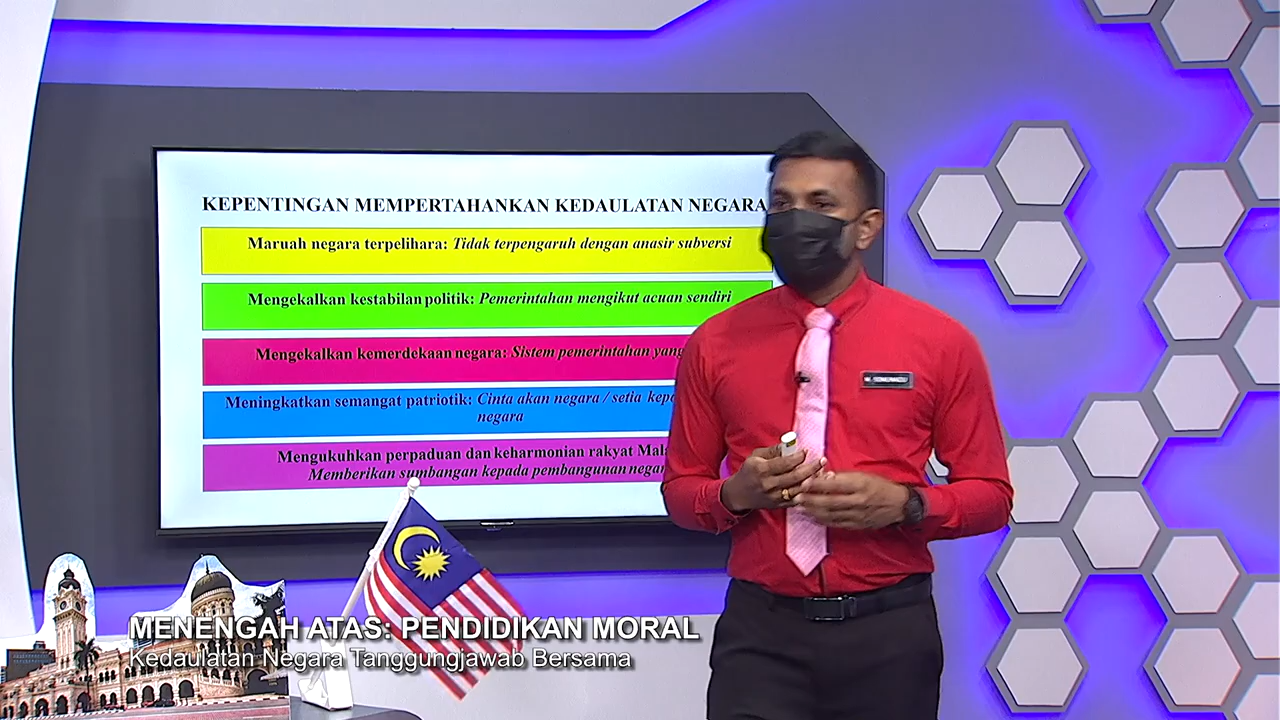 KEPENTINGAN MEMPERTAHANKAN KEDAULATAN NEGARA
Maruah negara terpelihara: Tidak terpengaruh dengan anasir subversi
Mengekalkan kestabilan politik: Pemerintahan mengikut acuan sendiri
Mengekalkan kemerdekaan negara: Sistem pemerintahan yang
Meningkatkan semangat patriotik: Cinta akan negara / setia
negara
Mengukuhkan perpaduan dan keharmonian rakyat
Memberikan sumbangan kepada pembangunan
MENENGAH ATAS: PENDIDIKAN MORAL
Kedaulatan Negara Tanggungjawab Bersama